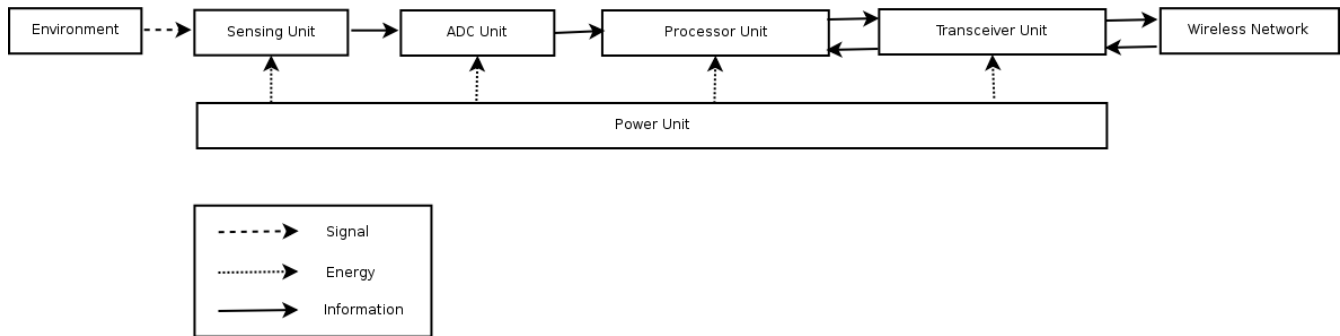 Environment
Sensing Unit
ADC Unit
Processor Unit
Transceiver Unit
Wireless Network
Power Unit
Signal
Energy
Information